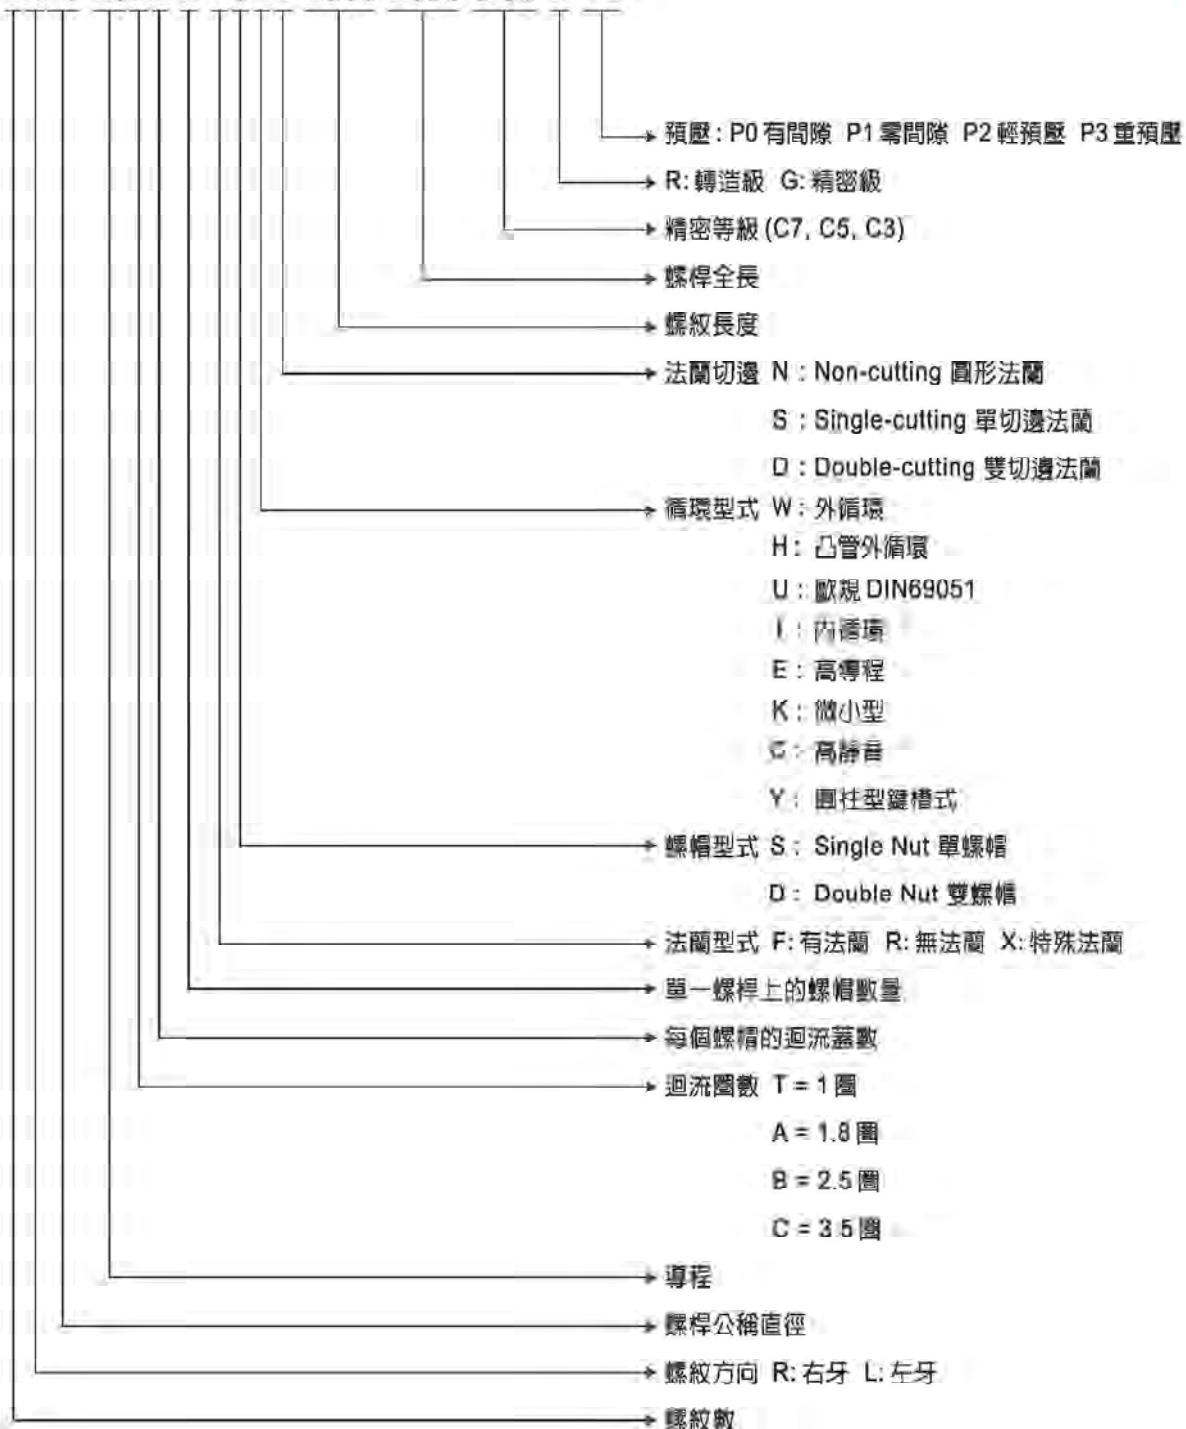 預壓 : P0 有間隙 P1 零間隙 P2 輕預壓 P3 重預壓
R: 轉造級 G: 精密級
精密等級 (C7, C5, C3)
螺桿全長
螺紋長度
法蘭切邊 N : Non-cutting 圓形法蘭
S : Single-cutting 單切邊法蘭
D : Double-cutting 雙切邊法蘭
循環型式 W : 外循環
H : 凸管外循環
U : 歐規 DIN69051
I : 內循環
E : 高導程
K : 微小型
C : 高靜音
Y : 圓柱型鍵槽式
螺帽型式 S : Single Nut 單螺帽
D : Double Nut 雙螺帽
法蘭型式 F: 有法蘭 R: 無法蘭 X: 特殊法蘭
單一螺桿上的螺帽數量
每個螺帽的迴流蓋數
迴流圈數 T = 1 圈
A = 1.8 圈
B = 2.5 圈
C = 3.5 圈
導程
螺桿公稱直徑
螺紋方向 R: 右牙 L: 左牙
螺紋數